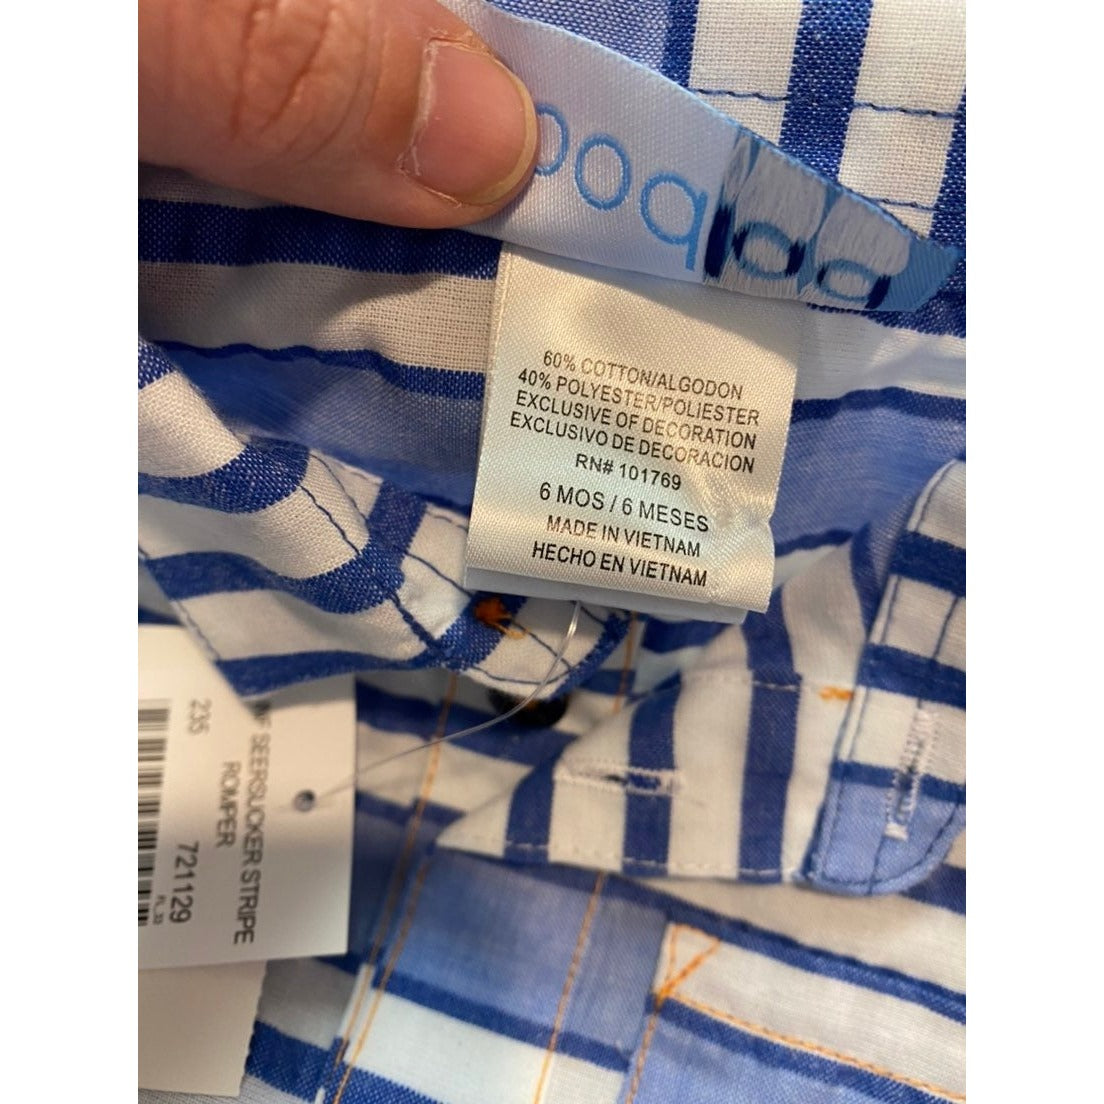 60% COTTON/ALGODON
40% POLYESTER/POLIESTER
EXCLUSIVE OF DECORATION
EXCLUSIVO DE DECORACION
RN# 101769
6 MOS / 6 MESES
MADE IN VIETNAM
HECHO EN VIETNAM
SEERSUCKER STRIPE
ROMPER
235
721129